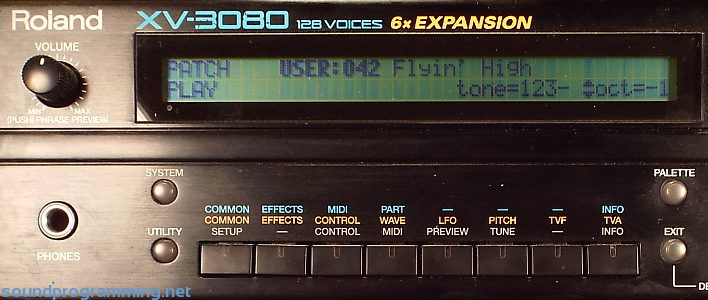 Roland XV-3080 128 VOICES 6x EXPANSION
VOLUME
MIN MAX
(PUSH) PHRASE PREVIEW
PATCH USER:042 Flyin' High
PLAY tone=123- ‡oct=-1
SYSTEM
PALETTE
COMMON EFFECTS MIDI PART — — — INFO
COMMON EFFECTS CONTROL WAVE LFO PITCH TVF TVA
SETUP — CONTROL MIDI PREVIEW TUNE — INFO
UTILITY
EXIT
PHONES
DE
soundprogramming.net